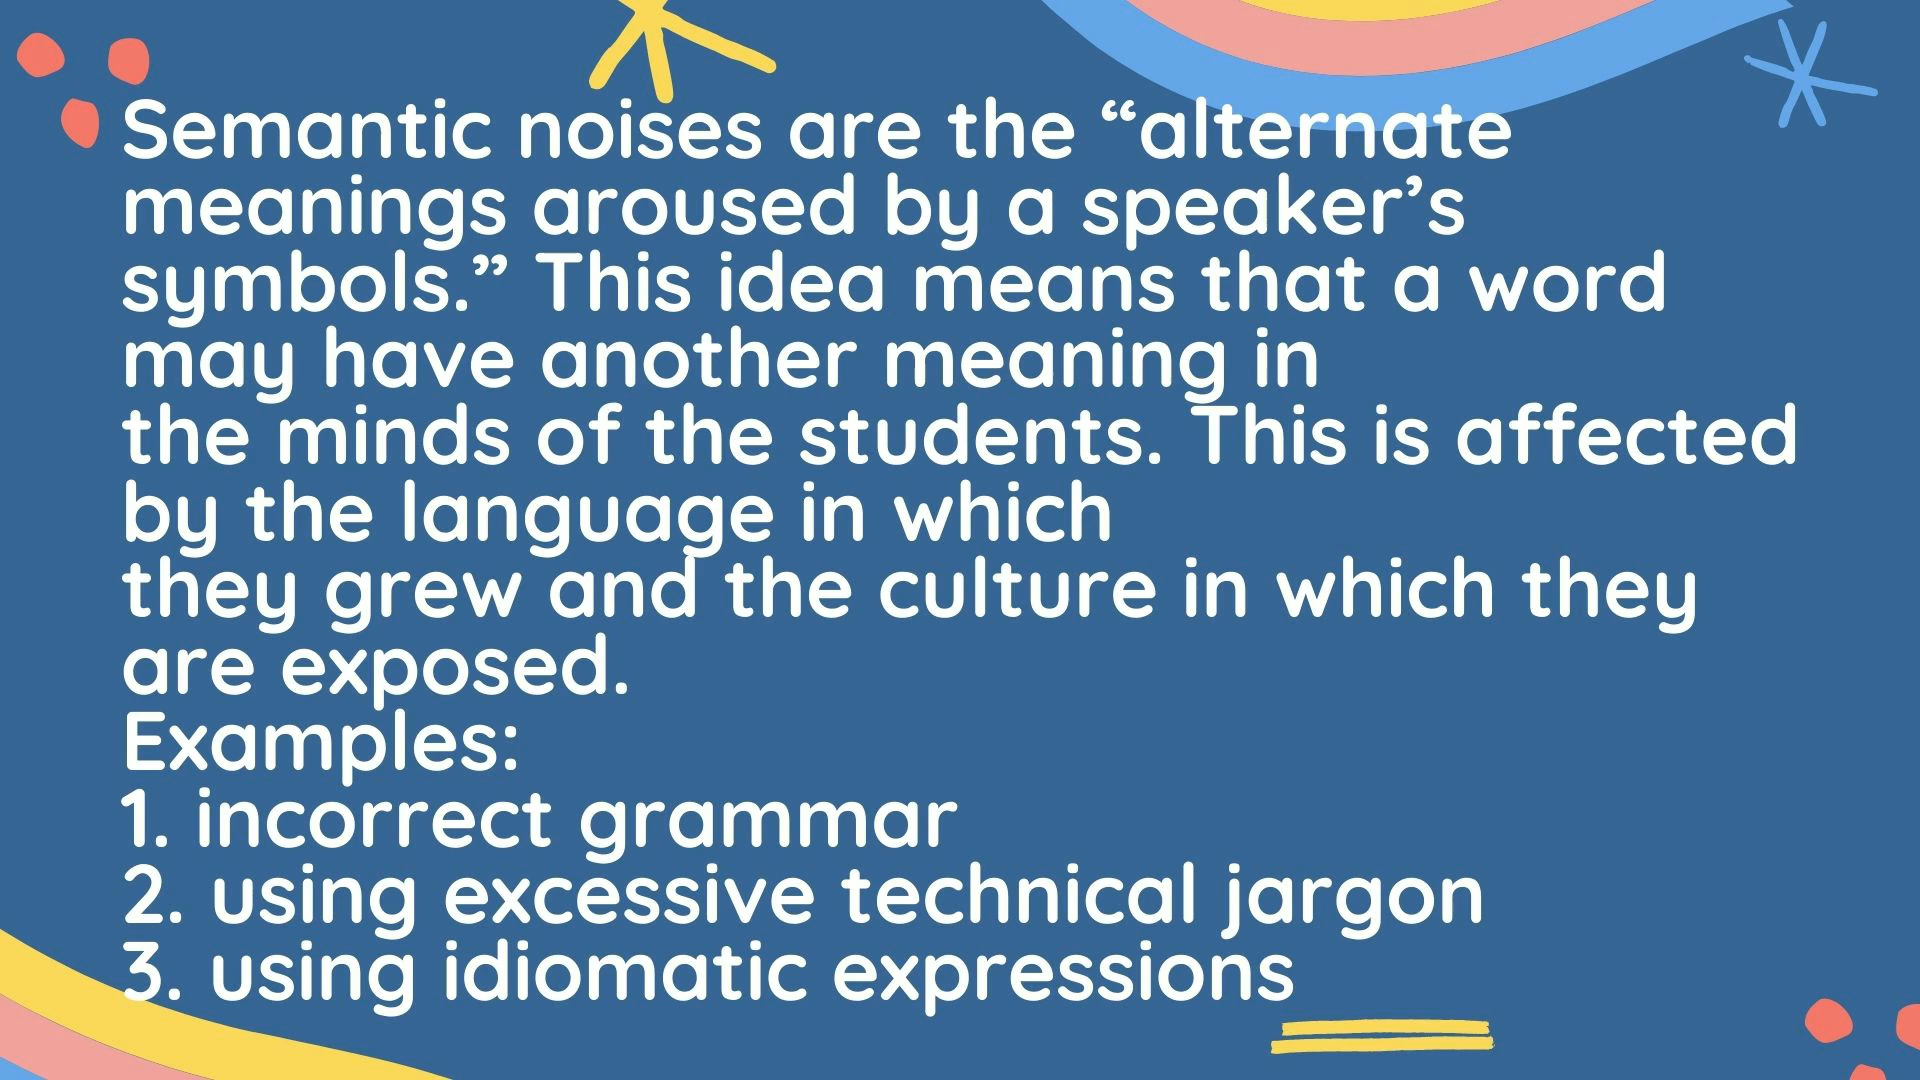 Semantic noises are the “alternate
meanings aroused by a speaker’s
symbols.” This idea means that a word
may have another meaning in
the minds of the students. This is affected
by the language in which
they grew and the culture in which they
are exposed.
Examples:
1. incorrect grammar
2. using excessive technical jargon
3. using idiomatic expressions